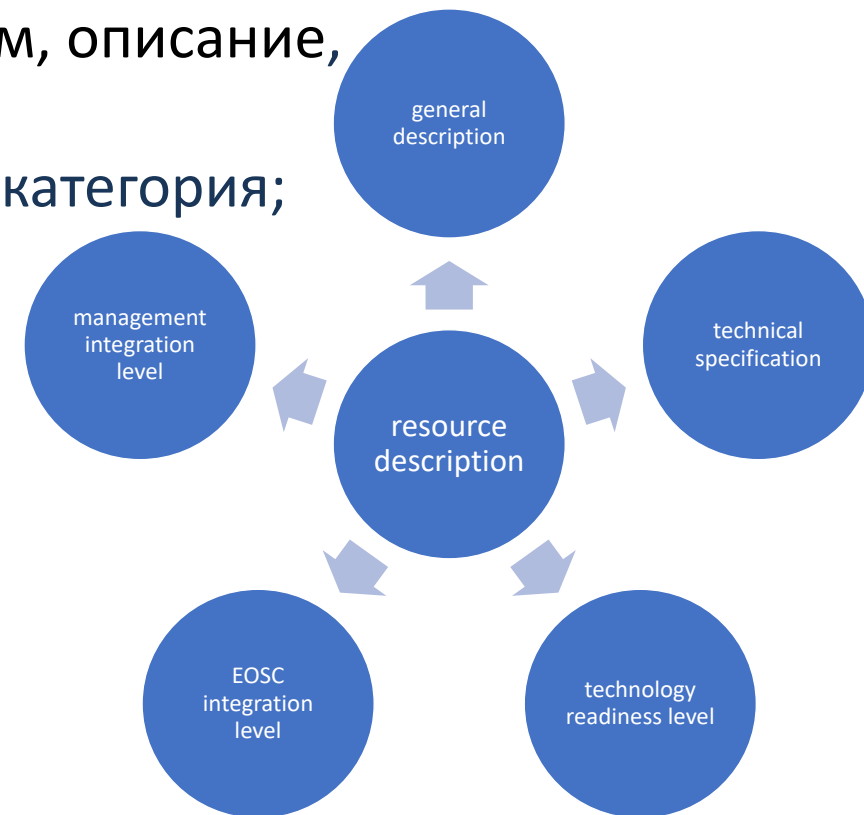 м, описание,
general
description
категория;
management
integration
level
technical
specification
resource
description
EOSC
integration
level
technology
readiness level